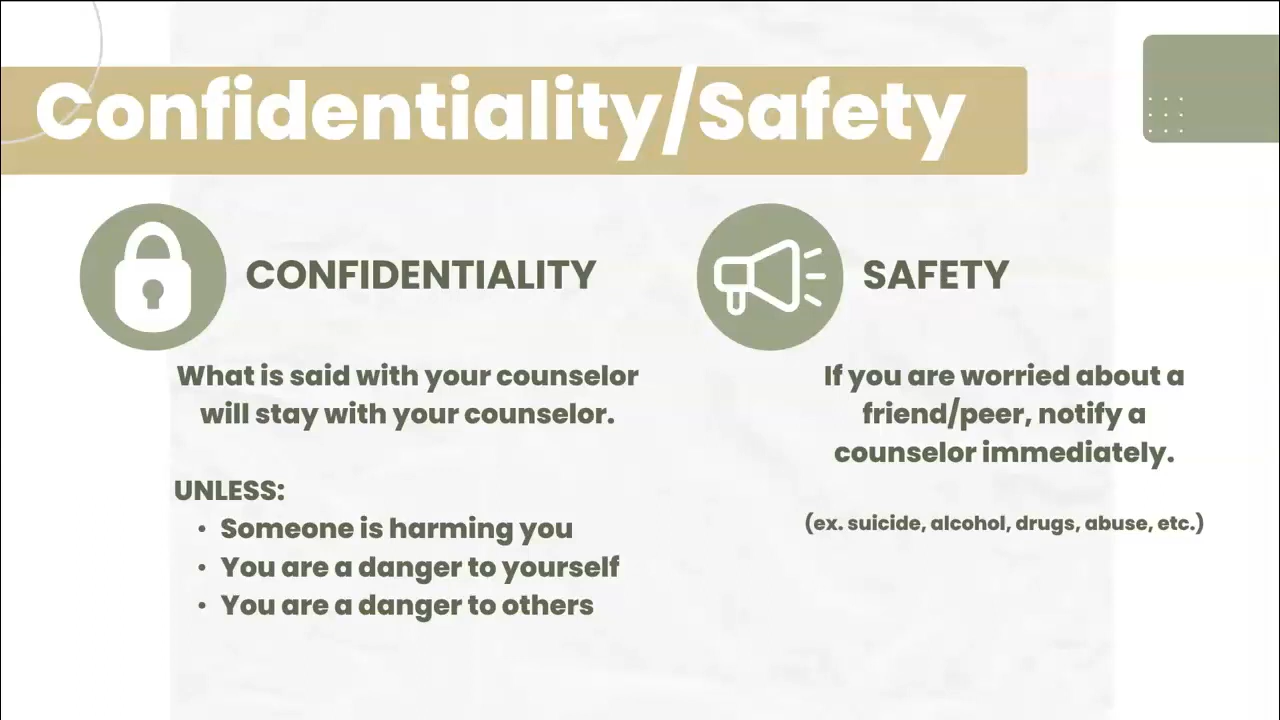 Confidentiality/Safety
CONFIDENTIALITY
What is said with your counselor
will stay with your counselor.
UNLESS:
• Someone is harming you
• You are a danger to yourself
• You are a danger to others
SAFETY
If you are worried about a
friend/peer, notify a
counselor immediately.
(ex. suicide, alcohol, drugs, abuse, etc.)